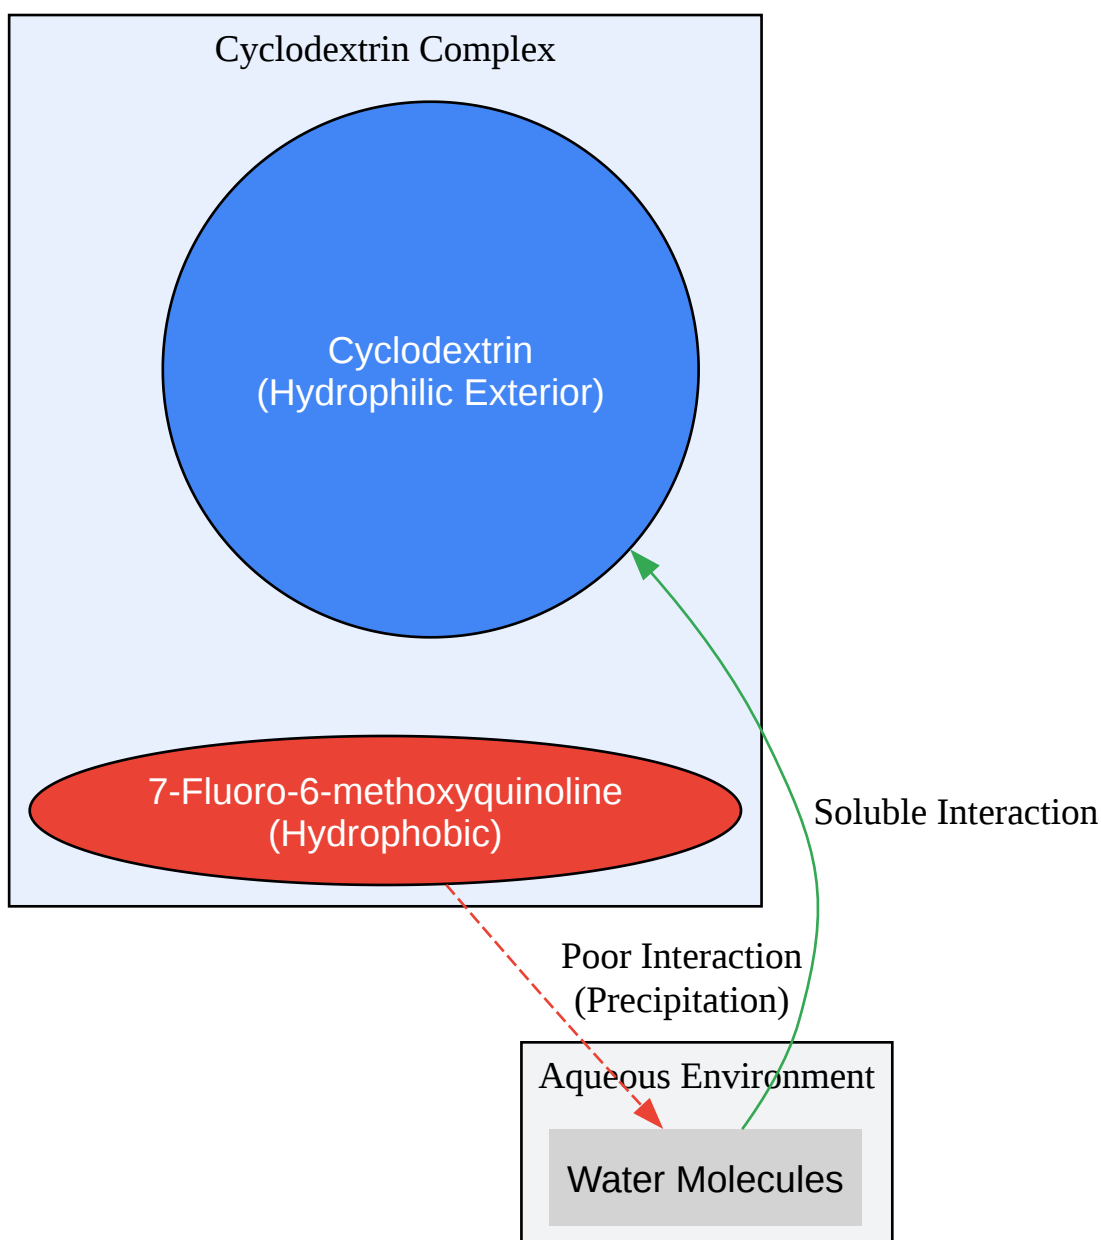 Cyclodextrin Complex
Cyclodextrin
(Hydrophilic Exterior)
7-Fluoro-6-methoxyquinoline
(Hydrophobic)
Soluble Interaction
Poor Interaction
(Precipitation)
Aqueous Environment
Water Molecules